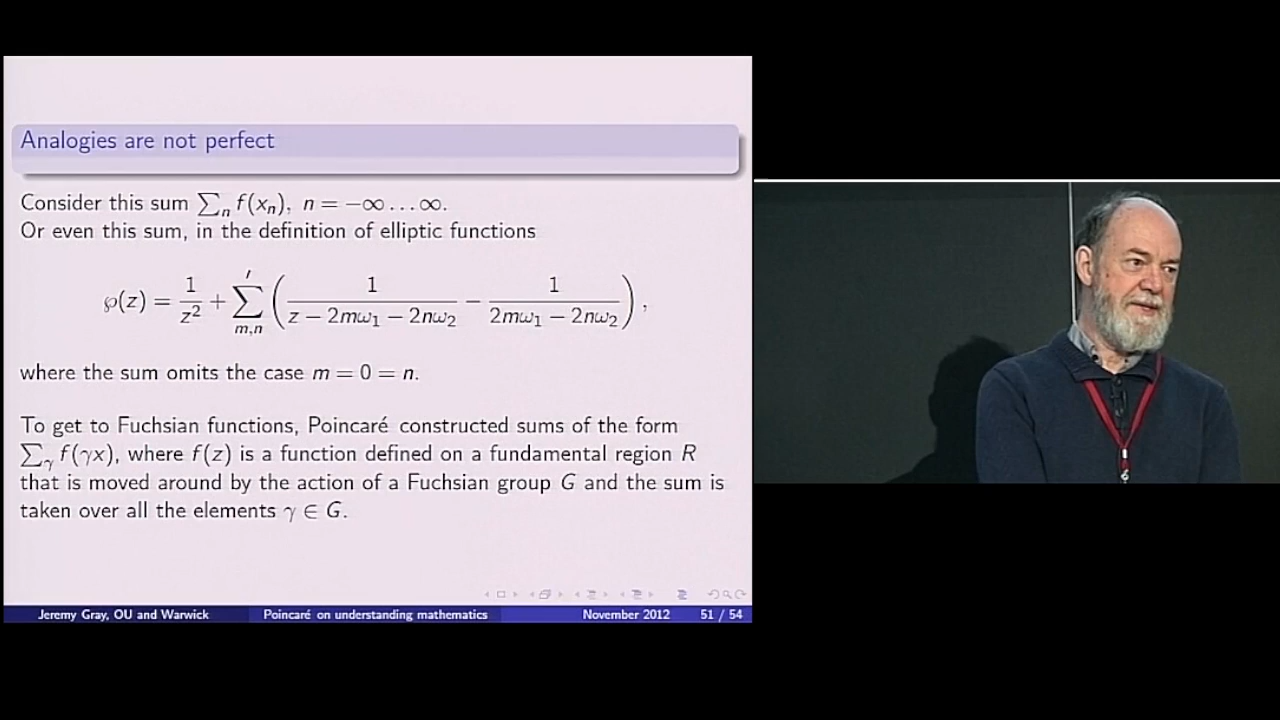 Analogies are not perfect
Consider this sum ∑ₙ f(xₙ), n = −∞ … ∞.
Or even this sum, in the definition of elliptic functions
℘(z) = 1/z² + ∑′_{m,n} ( 1/(z − 2mω₁ − 2nω₂) − 1/(2mω₁ − 2nω₂) ) ,
where the sum omits the case m = 0 = n.
To get to Fuchsian functions, Poincaré constructed sums of the form
∑_γ f(γx), where f(z) is a function defined on a fundamental region R
that is moved around by the action of a Fuchsian group G and the sum is
taken over all the elements γ ∈ G.
Jeremy Gray, OU and Warwick Poincaré on understanding mathematics November 2012 51 / 54